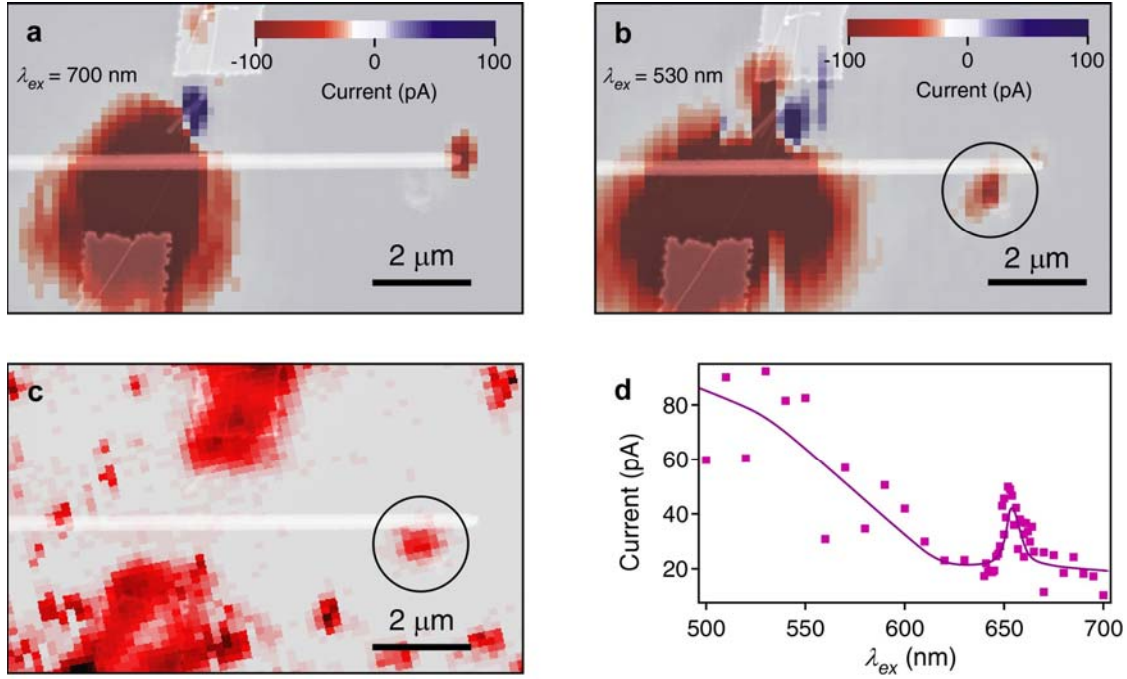 a
λex = 700 nm
-100 0 100
Current (pA)
2 μm
b
λex = 530 nm
-100 0 100
Current (pA)
2 μm
c
2 μm
d
Current (pA)
80
60
40
20
500 550 600 650 700
λex (nm)